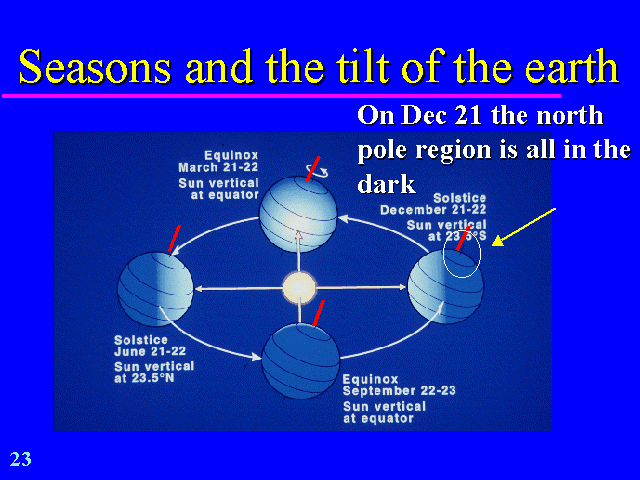 Seasons and the tilt of the earth
On Dec 21 the north
pole region is all in the
dark
Equinox
March 21-22
Sun vertical
at equator
Solstice
December 21-22
Sun vertical
at 23.5°S
Solstice
June 21-22
Sun vertical
at 23.5°N
Equinox
September 22-23
Sun vertical
at equator
23